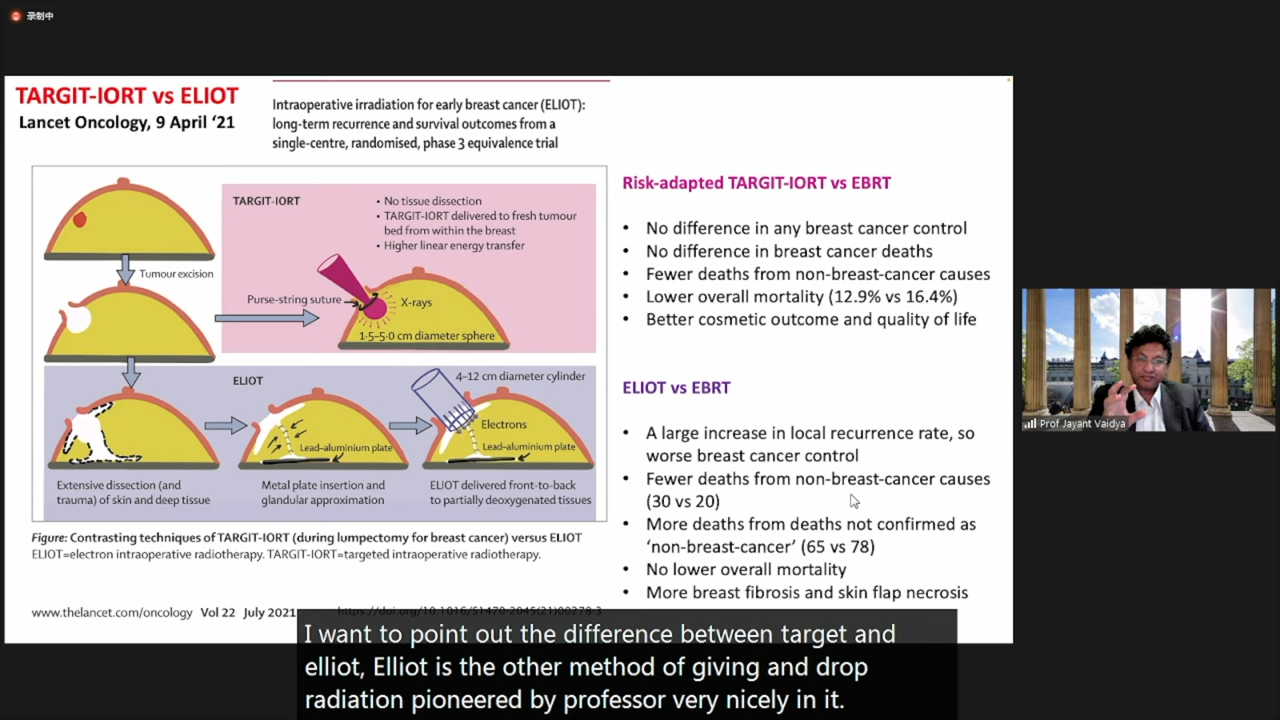 录制中
TARGIT-IORT vs ELIOT
Lancet Oncology, 9 April ‘21
Intraoperative irradiation for early breast cancer (ELIOT):
long-term recurrence and survival outcomes from a
single-centre, randomised, phase 3 equivalence trial
TARGIT-IORT
• No tissue dissection
• TARGIT-IORT delivered to fresh tumour
bed from within the breast
• Higher linear energy transfer
Tumour excision
Purse-string suture
X-rays
1·5–5·0 cm diameter sphere
ELIOT
4–12 cm diameter cylinder
Electrons
Lead–aluminium plate
Lead–aluminium plate
Extensive dissection (and
trauma) of skin and deep tissue
Metal plate insertion and
glandular approximation
ELIOT delivered front-to-back
to partially deoxygenated tissues
Figure: Contrasting techniques of TARGIT-IORT (during lumpectomy for breast cancer) versus ELIOT
ELIOT=electron intraoperative radiotherapy. TARGIT-IORT=targeted intraoperative radiotherapy.
www.thelancet.com/oncology Vol 22 July 2021
https://doi.org/10.1016/S1470-2045(21)00278-3
Risk-adapted TARGIT-IORT vs EBRT
• No difference in any breast cancer control
• No difference in breast cancer deaths
• Fewer deaths from non-breast-cancer causes
• Lower overall mortality (12.9% vs 16.4%)
• Better cosmetic outcome and quality of life
ELIOT vs EBRT
• A large increase in local recurrence rate, so
worse breast cancer control
• Fewer deaths from non-breast-cancer causes
(30 vs 20)
• More deaths from deaths not confirmed as
‘non-breast-cancer’ (65 vs 78)
• No lower overall mortality
• More breast fibrosis and skin flap necrosis
Prof Jayant Vaidya
I want to point out the difference between target and
elliot, Elliot is the other method of giving and drop
radiation pioneered by professor very nicely in it.